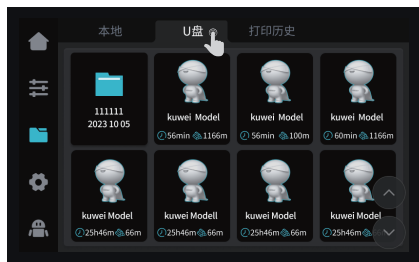 本地 U盘 打印历史
111111
2023 10 05
kuwei Model
56min 1166m
kuwei Model
56min 100m
kuwei Model
60min 1166m
kuwei Model
25h46m 66m
kuwei Modell
25h46m 66m
kuwei Model
25h46m 66m
kuwei Model
25h46m 66m